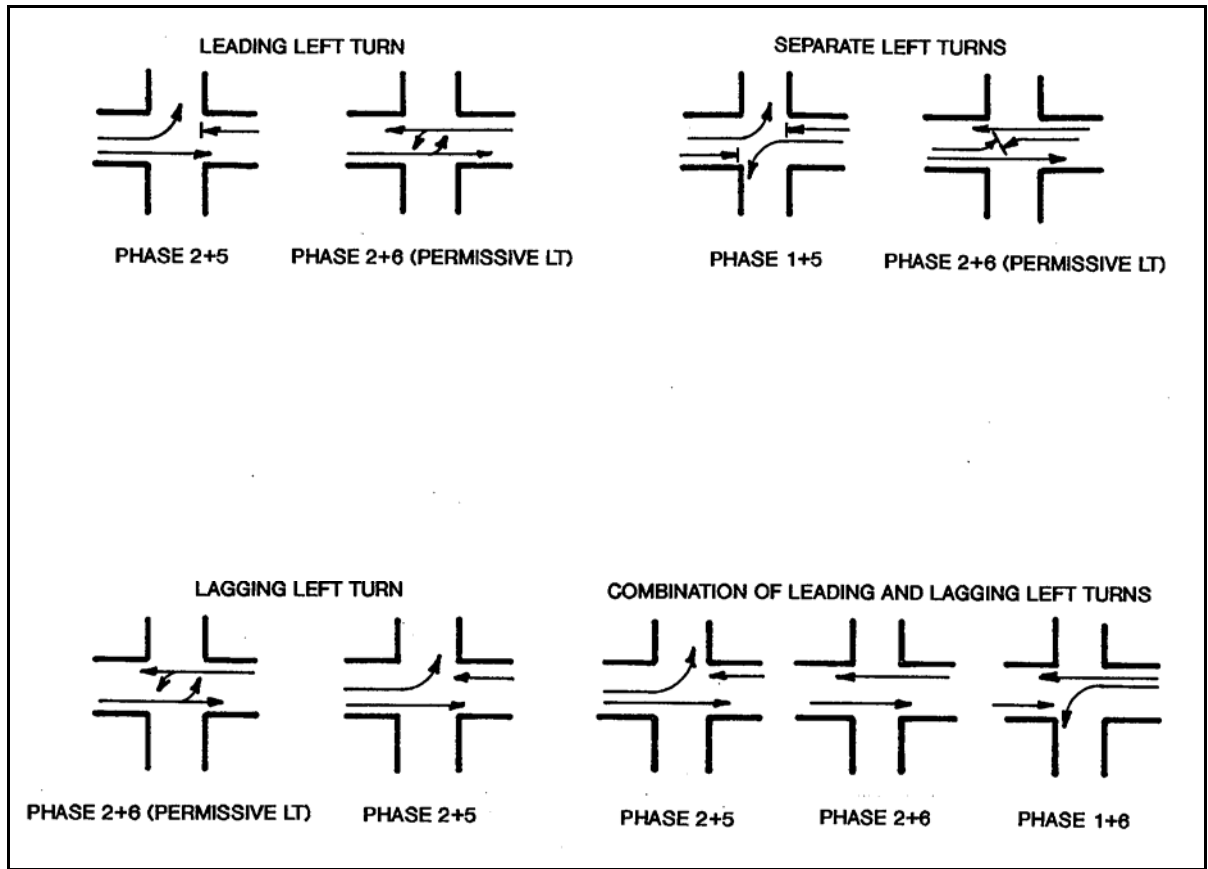 LEADING LEFT TURN
PHASE 2+5
PHASE 2+6 (PERMISSIVE LT)
SEPARATE LEFT TURNS
PHASE 1+5
PHASE 2+6 (PERMISSIVE LT)
LAGGING LEFT TURN
PHASE 2+6 (PERMISSIVE LT)
PHASE 2+5
COMBINATION OF LEADING AND LAGGING LEFT TURNS
PHASE 2+5
PHASE 2+6
PHASE 1+6